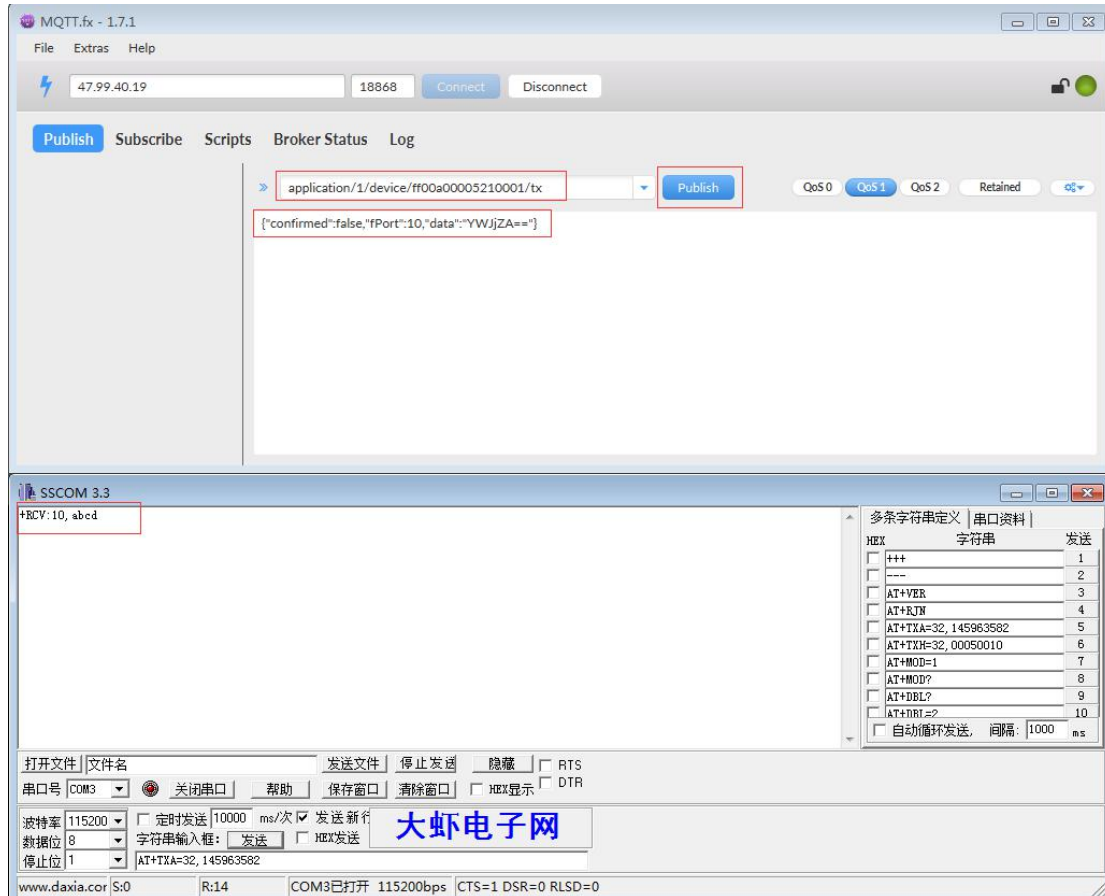 MQTT.fx - 1.7.1
File Extras Help
47.99.40.19 18868 Connect Disconnect
Publish Subscribe Scripts Broker Status Log
» application/1/device/ff00a00005210001/tx Publish QoS 0 QoS 1 QoS 2 Retained
{"confirmed":false,"fPort":10,"data":"YWJjZA=="}
SSCOM 3.3
+RCV:10, abcd
多条字符串定义 串口资料
HEX 字符串 发送
+++ 1
--- 2
AT+VER 3
AT+RJN 4
AT+TXA=32, 145963582 5
AT+TXH=32, 00050010 6
AT+MOD=1 7
AT+MOD? 8
AT+DBL? 9
AT+DBL=2 10
自动循环发送, 间隔: 1000 ms
打开文件 文件名 发送文件 停止发送 隐藏 RTS
串口号 COM3 关闭串口 帮助 保存窗口 清除窗口 HEX显示 DTR
波特率 115200 定时发送 10000 ms/次 发送新行
大虾电子网
数据位 8 字符串输入框: 发送 HEX发送
停止位 1 AT+TXA=32, 145963582
www.daxia.cor S:0 R:14 COM3已打开 115200bps CTS=1 DSR=0 RLSD=0